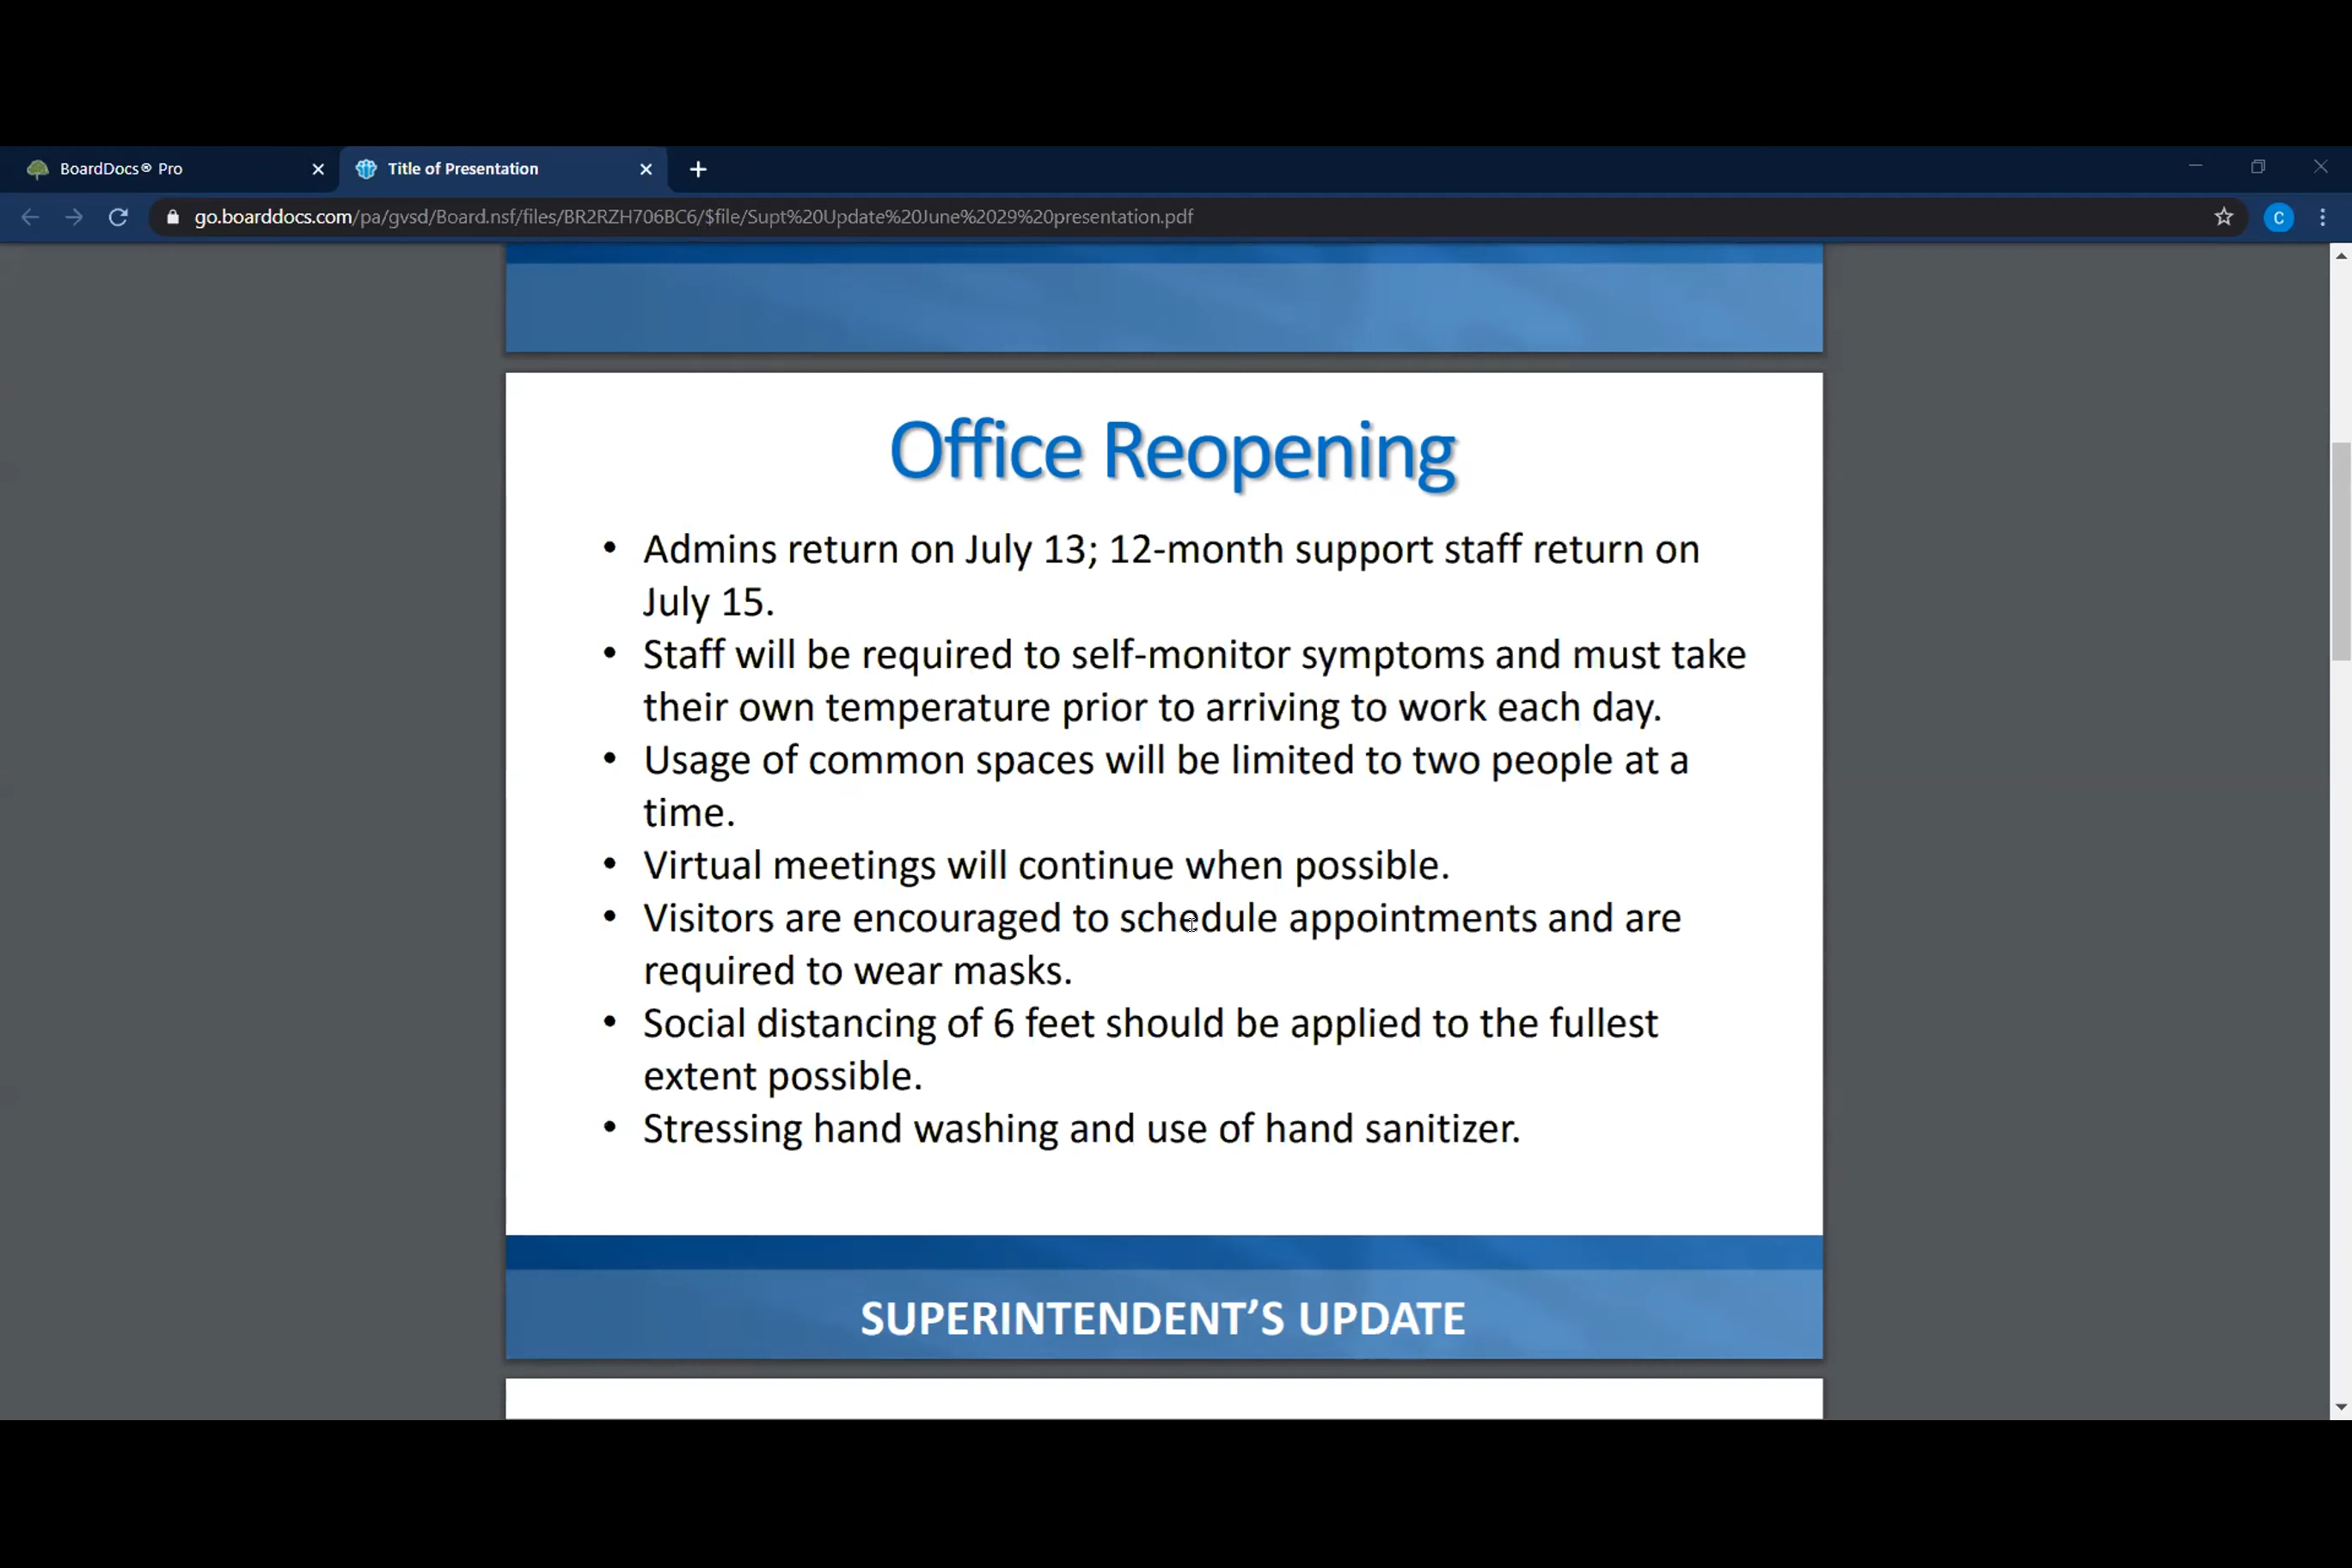 BoardDocs® Pro
Title of Presentation
go.boarddocs.com/pa/gvsd/Board.nsf/files/BR2RZH706BC6/$file/Supt%20Update%20June%2029%20presentation.pdf
C
Office Reopening
• Admins return on July 13; 12-month support staff return on
July 15.
• Staff will be required to self-monitor symptoms and must take
their own temperature prior to arriving to work each day.
• Usage of common spaces will be limited to two people at a
time.
• Virtual meetings will continue when possible.
• Visitors are encouraged to schedule appointments and are
required to wear masks.
• Social distancing of 6 feet should be applied to the fullest
extent possible.
• Stressing hand washing and use of hand sanitizer.
SUPERINTENDENT’S UPDATE